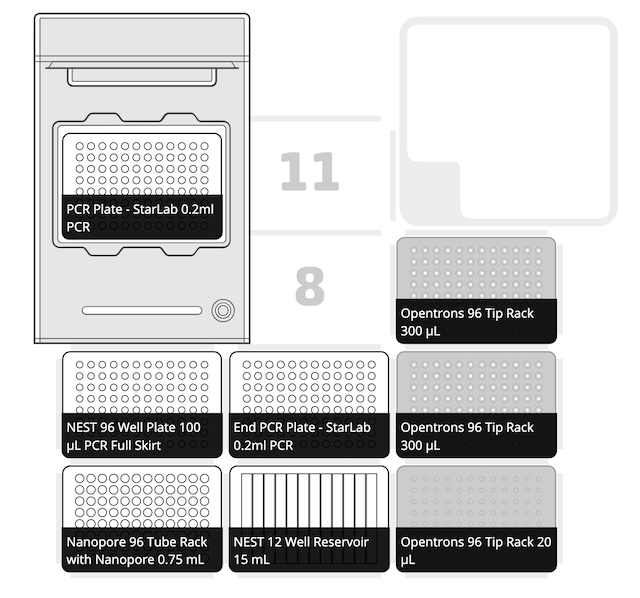 PCR Plate - StarLab 0.2ml
PCR
11
8
Opentrons 96 Tip Rack
300 µL
NEST 96 Well Plate 100
µL PCR Full Skirt
End PCR Plate - StarLab
0.2ml PCR
Opentrons 96 Tip Rack
300 µL
Nanopore 96 Tube Rack
with Nanopore 0.75 mL
NEST 12 Well Reservoir
15 mL
Opentrons 96 Tip Rack 20
µL